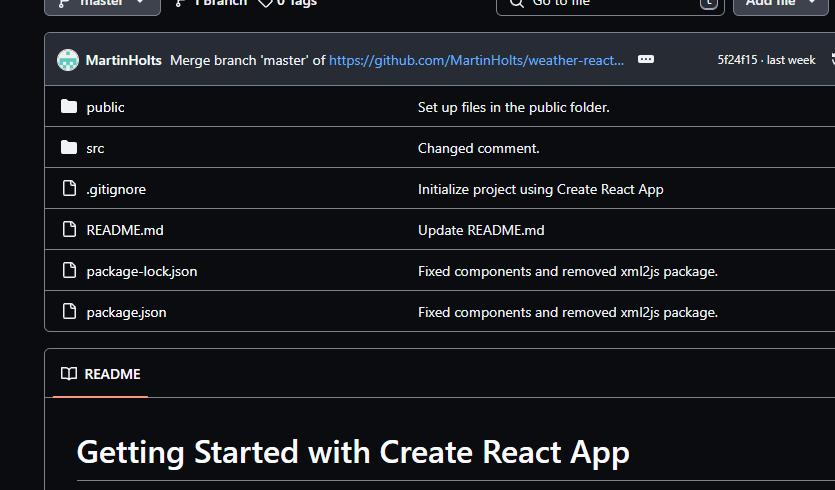 master 1 Branch 0 Tags Go to file t Add file
MartinHolts Merge branch 'master' of https://github.com/MartinHolts/weather-react... 5f24f15 · last week
public Set up files in the public folder.
src Changed comment.
.gitignore Initialize project using Create React App
README.md Update README.md
package-lock.json Fixed components and removed xml2js package.
package.json Fixed components and removed xml2js package.
README
Getting Started with Create React App